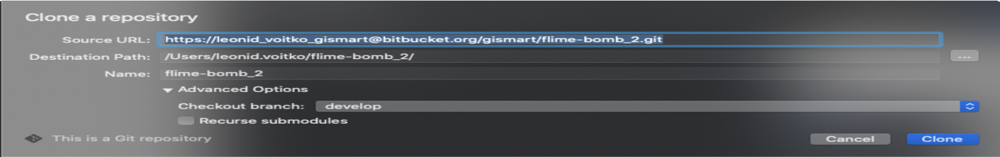 Clone a repository
Source URL: https://leonid_voitko_gismart@bitbucket.org/gismart/flime-bomb_2.git
Destination Path: /Users/leonid.voitko/flime-bomb_2/ ...
Name: flime-bomb_2
Advanced Options
Checkout branch: develop
Recurse submodules
This is a Git repository Cancel Clone